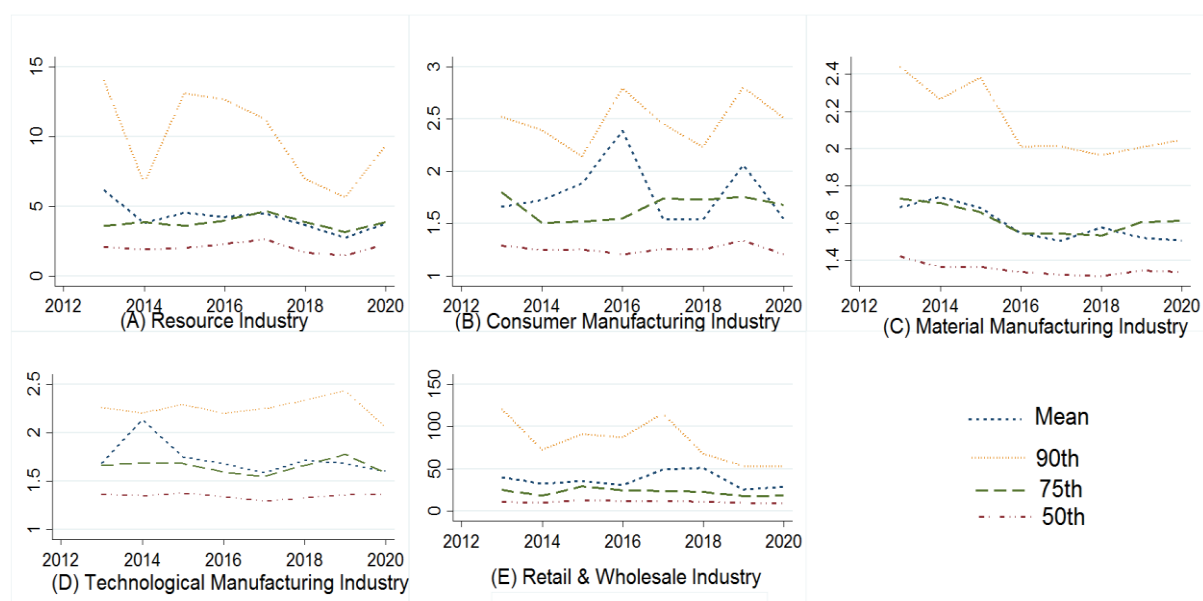 15
10
5
0
2012 2014 2016 2018 2020
(A) Resource Industry
3
2.5
2
1.5
1
2012 2014 2016 2018 2020
(B) Consumer Manufacturing Industry
2.4
2.2
2
1.8
1.6
1.4
2012 2014 2016 2018 2020
(C) Material Manufacturing Industry
2.5
2
1.5
1
2012 2014 2016 2018 2020
(D) Technological Manufacturing Industry
150
100
50
0
2012 2014 2016 2018 2020
(E) Retail & Wholesale Industry
Mean
90th
75th
50th